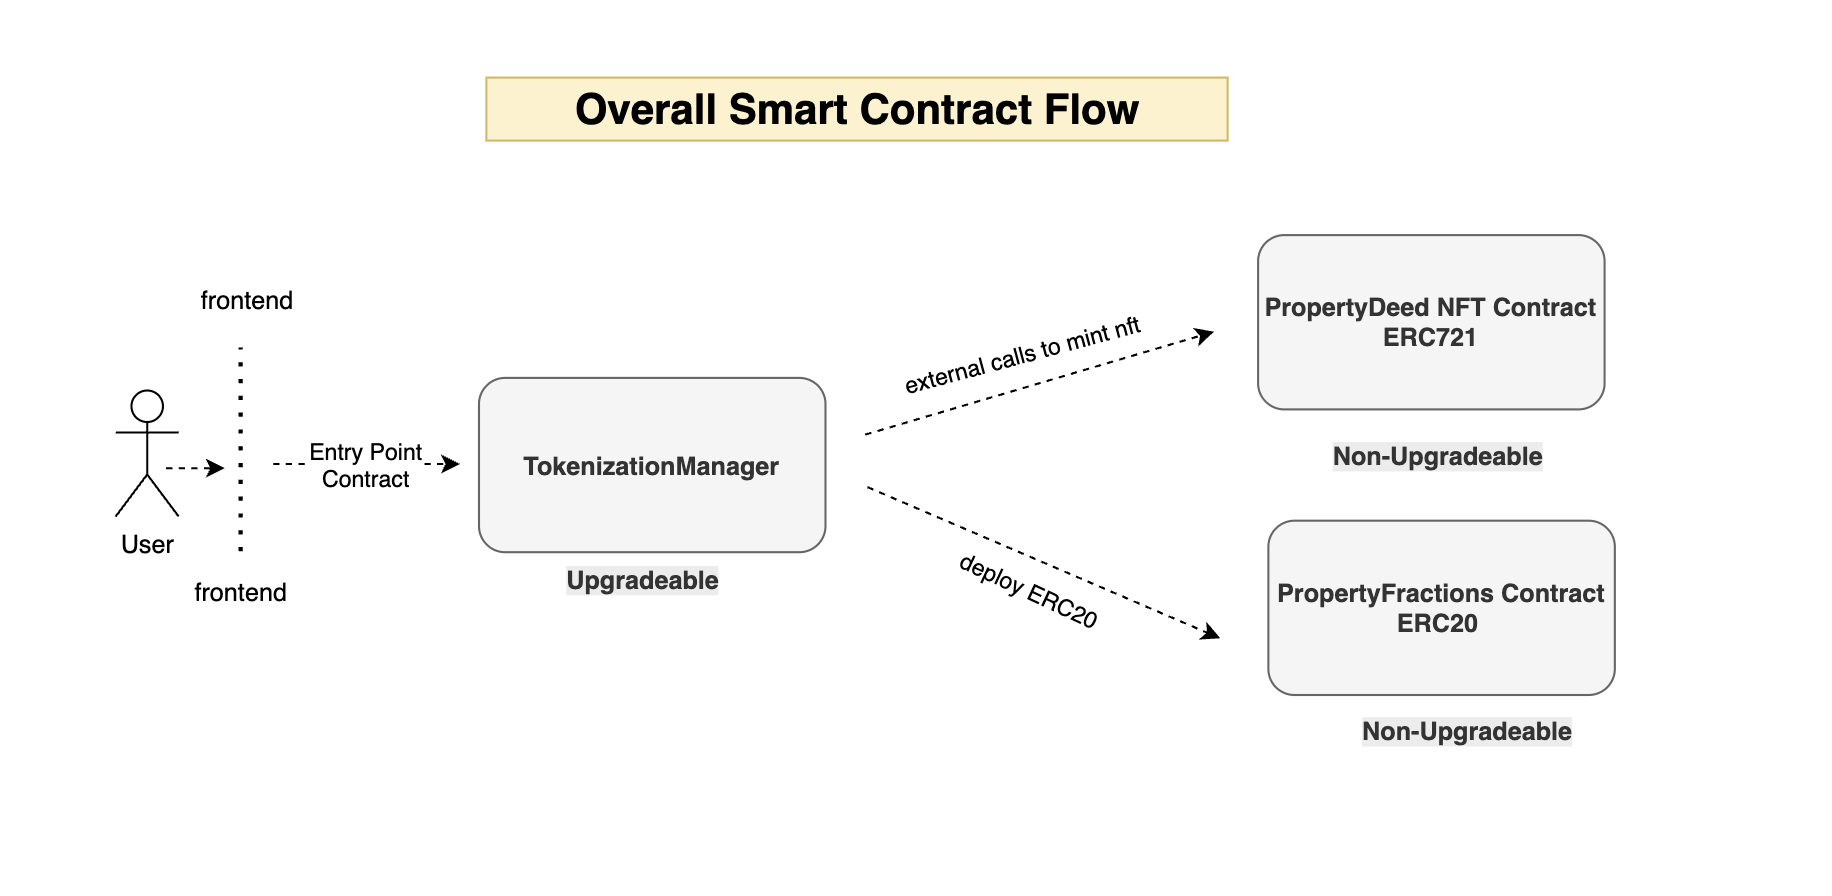 Overall Smart Contract Flow
frontend
User
frontend
Entry Point
Contract
TokenizationManager
Upgradeable
external calls to mint nft
deploy ERC20
PropertyDeed NFT Contract
ERC721
Non-Upgradeable
PropertyFractions Contract
ERC20
Non-Upgradeable